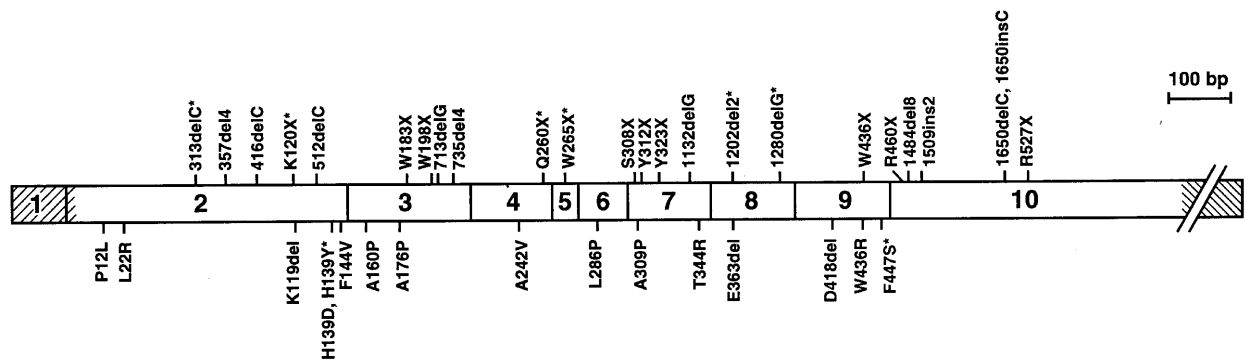 313delC*
357del4
416delC
K120X*
512delC
W183X
W198X
713delG
735del4
Q260X*
W265X*
S308X
Y312X
Y323X
1132delG
1202del2*
1280delG*
W436X
R460X
1484del8
1509ins2
1650delC, 1650insC
R527X
100 bp
1 2 3 4 5 6 7 8 9 10
P12L
L22R
K119del
H139D, H139Y*
F144V
A160P
A176P
A242V
L286P
A309P
T344R
E363del
D418del
W436R
F447S*